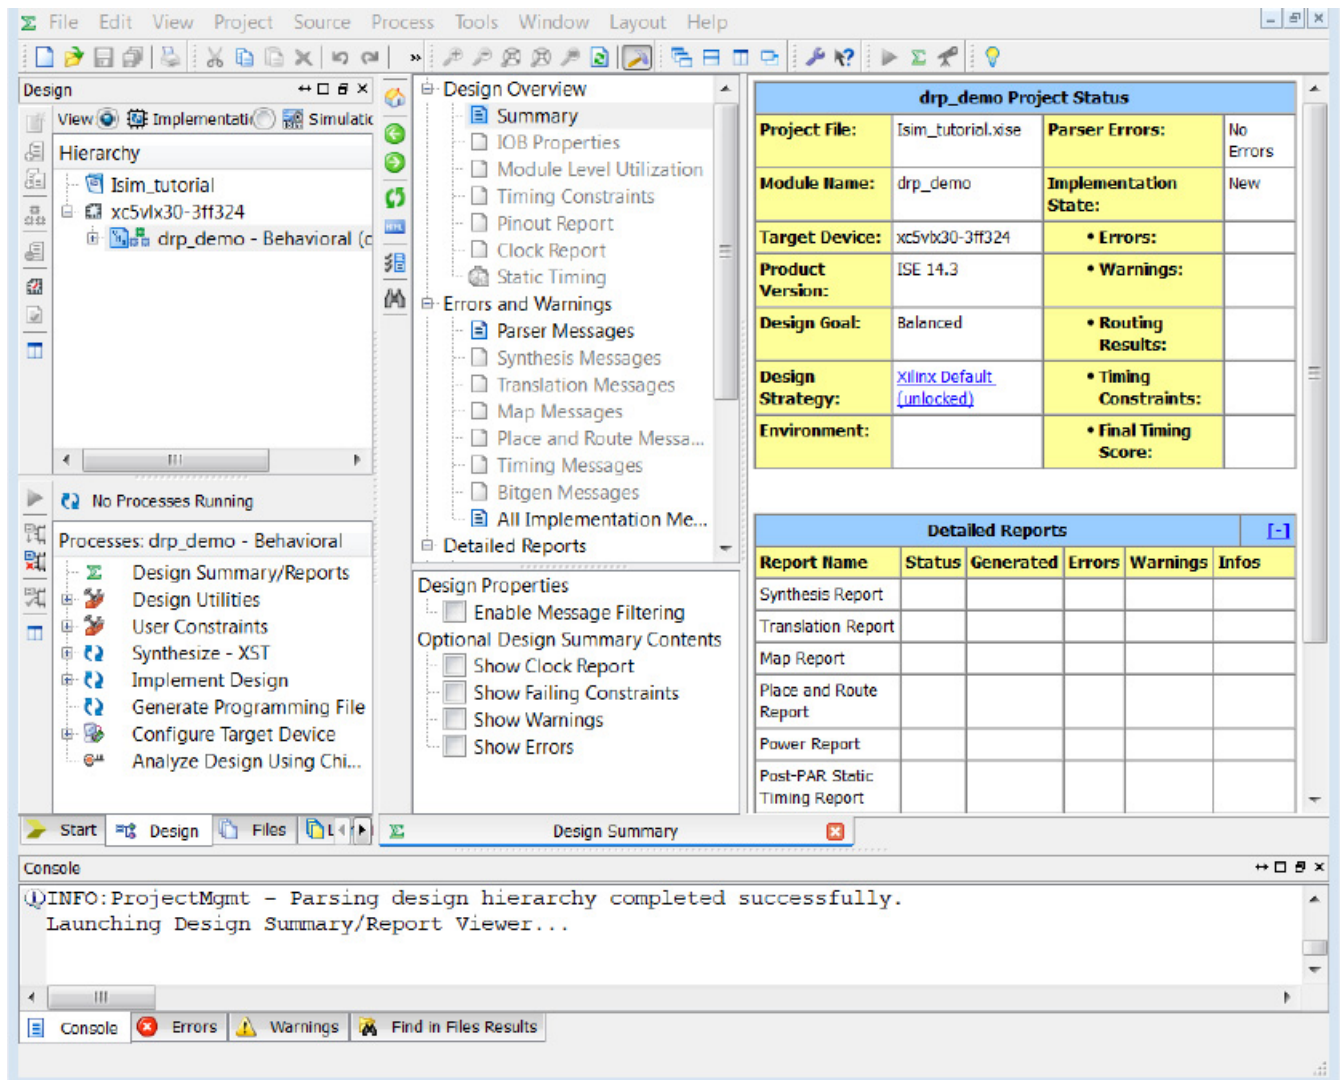 File Edit View Project Source Process Tools Window Layout Help
Design
View Implementati Simulatic
Hierarchy
Isim_tutorial
xc5vlx30-3ff324
drp_demo - Behavioral (c
No Processes Running
Processes: drp_demo - Behavioral
Design Summary/Reports
Design Utilities
User Constraints
Synthesize - XST
Implement Design
Generate Programming File
Configure Target Device
Analyze Design Using Chi...
Start Design Files L
Design Overview
Summary
IOB Properties
Module Level Utilization
Timing Constraints
Pinout Report
Clock Report
Static Timing
Errors and Warnings
Parser Messages
Synthesis Messages
Translation Messages
Map Messages
Place and Route Messa...
Timing Messages
Bitgen Messages
All Implementation Me...
Detailed Reports
Design Properties
Enable Message Filtering
Optional Design Summary Contents
Show Clock Report
Show Failing Constraints
Show Warnings
Show Errors
Design Summary
drp_demo Project Status
Project File: Isim_tutorial.xise Parser Errors: No
Errors
Module Name: drp_demo Implementation New
State:
Target Device: xc5vlx30-3ff324 • Errors:
Product ISE 14.3 • Warnings:
Version:
Design Goal: Balanced • Routing
Results:
Design Xilinx Default • Timing
Strategy: (unlocked) Constraints:
Environment: • Final Timing
Score:
Detailed Reports [-]
Report Name Status Generated Errors Warnings Infos
Synthesis Report
Translation Report
Map Report
Place and Route
Report
Power Report
Post-PAR Static
Timing Report
Console
INFO:ProjectMgmt - Parsing design hierarchy completed successfully.
Launching Design Summary/Report Viewer...
Console Errors Warnings Find in Files Results